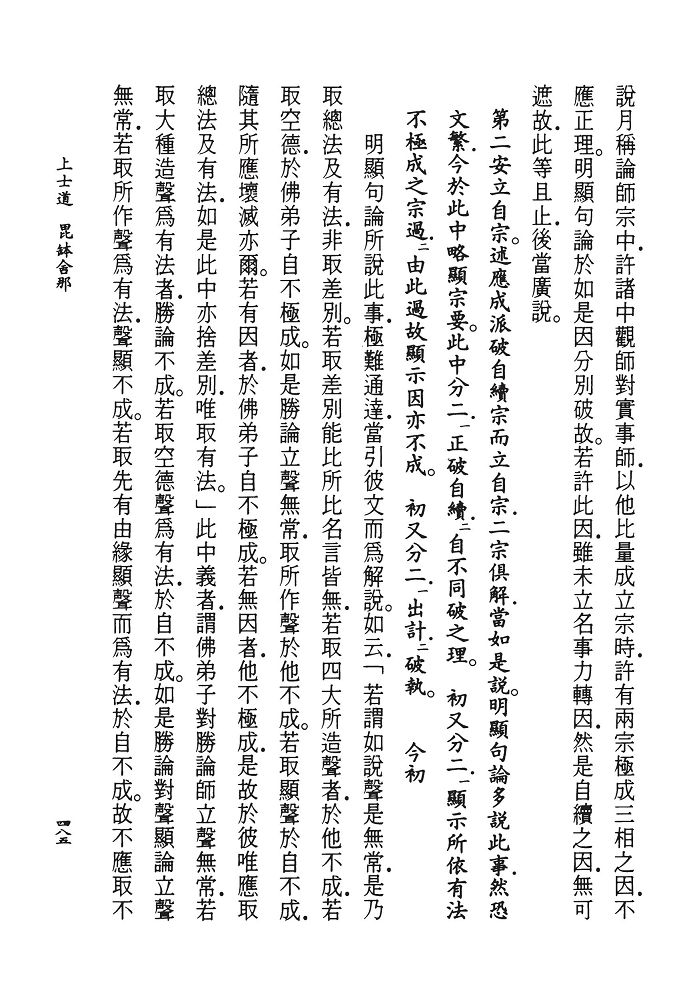 說月稱論師宗中．許諸中觀師對實事師．以他比量成立宗時．許有兩宗極成三相之因．不
應正理。明顯句論於如是因分別破故。若許此因．雖未立名事力轉因．然是自續之因．無可
遮故．此等且止．後當廣說。
第二安立自宗。述應成派破自續宗而立自宗．二宗俱解．當如是說。明顯句論多說此事．然恐
文繁．今於此中略顯宗要。此中分二．一正破自續．二自不同破之理。　初又分二．一顯示所依有法
不極成之宗過．二由此過故顯示因亦不成。　初又分二．一出計．二破執。　今初
明顯句論所說此事．極難通達．當引彼文而爲解說。如云．「若謂如說聲是無常．是乃
取總法及有法．非取差別。若取差別能比所比名言皆無．若取四大所造聲者．於他不成．若
取空德．於佛弟子自不極成。如是勝論立聲無常．取所作聲於他不成。若取顯聲於自不成．
隨其所應壞滅亦爾。若有因者．於佛弟子自不極成。若無因者．他不極成．是故於彼唯應取
總法及有法．如是此中亦捨差別．唯取有法。」此中義者．謂佛弟子對勝論師立聲無常．若
取大種造聲爲有法者．勝論不成。若取空德聲爲有法．於自不成。如是勝論對聲顯論立聲
無常．若取所作聲爲有法．聲顯不成。若取先有由緣顯聲而爲有法．於自不成。故不應取不
上士道　毘鉢舍那
四八五